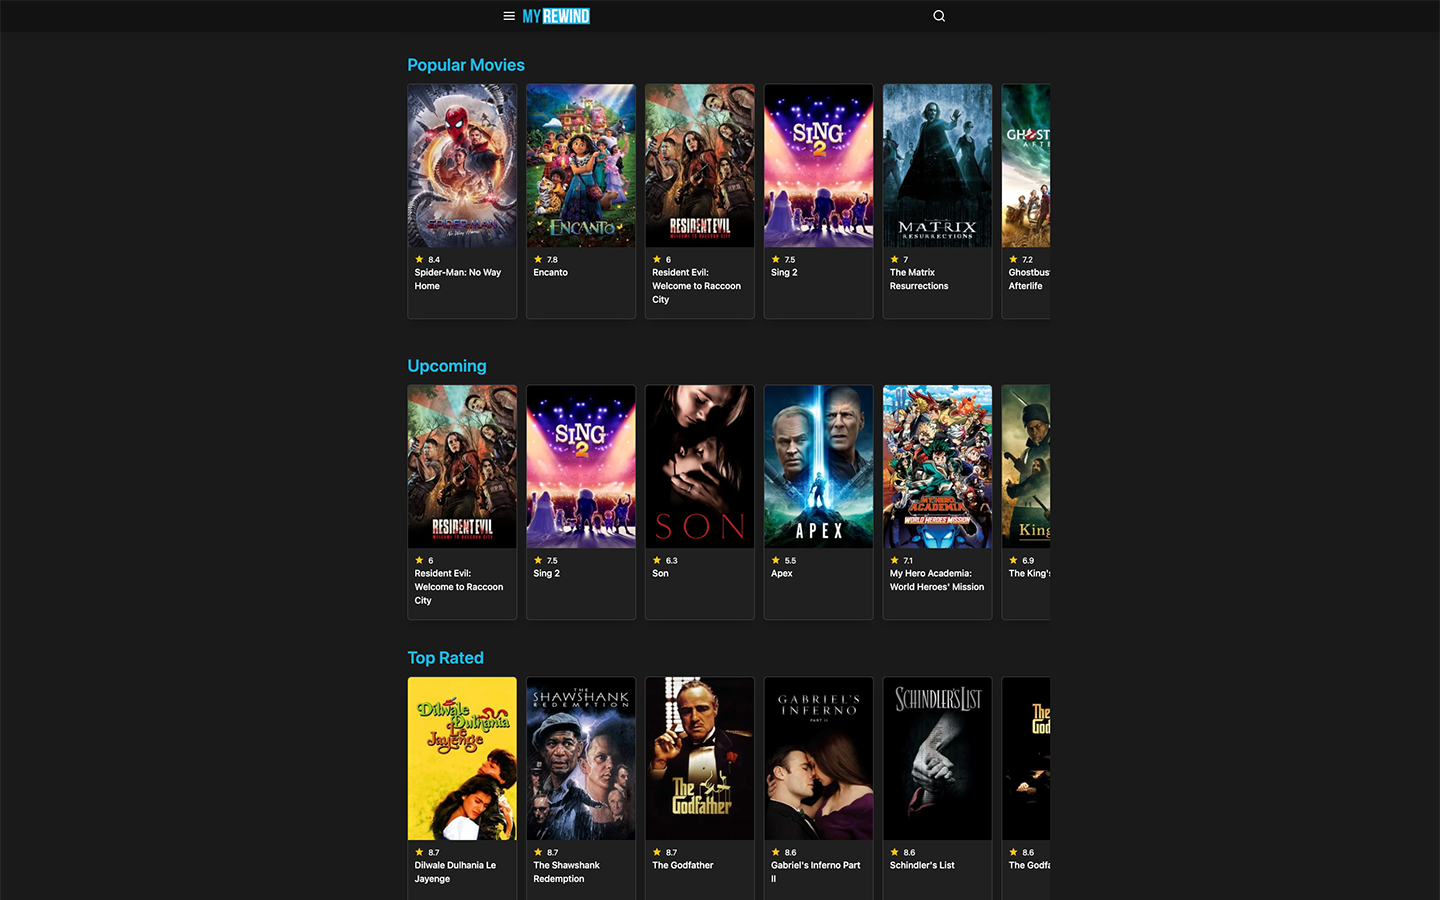 MY REWIND
Popular Movies
SPIDER-MAN
No Way Home
ENCANTO
RESIDENT EVIL
WELCOME TO RACCOON CITY
SING
2
MATRIX
RESURRECTIONS
GHOST
AFTE
8.4
Spider-Man: No Way
Home
7.8
Encanto
6
Resident Evil:
Welcome to Raccoon
City
7.5
Sing 2
7
The Matrix
Resurrections
7.2
Ghostbus
Afterlife
Upcoming
RESIDENT EVIL
WELCOME TO RACCOON CITY
SING
2
SON
APEX
MY HERO
ACADEMIA
WORLD HEROES MISSION
King
6
Resident Evil:
Welcome to Raccoon
City
7.5
Sing 2
6.3
Son
5.5
Apex
7.1
My Hero Academia:
World Heroes' Mission
6.9
The King's
Top Rated
Dilwale
Dulhania
Le
Jayenge
THE
SHAWSHANK
REDEMPTION
The
Godfather
GABRIEL'S
INFERNO
PART II
SCHINDLER'S LIST
The
God
8.7
Dilwale Dulhania Le
Jayenge
8.7
The Shawshank
Redemption
8.7
The Godfather
8.6
Gabriel's Inferno Part
II
8.6
Schindler's List
8.6
The Godfa